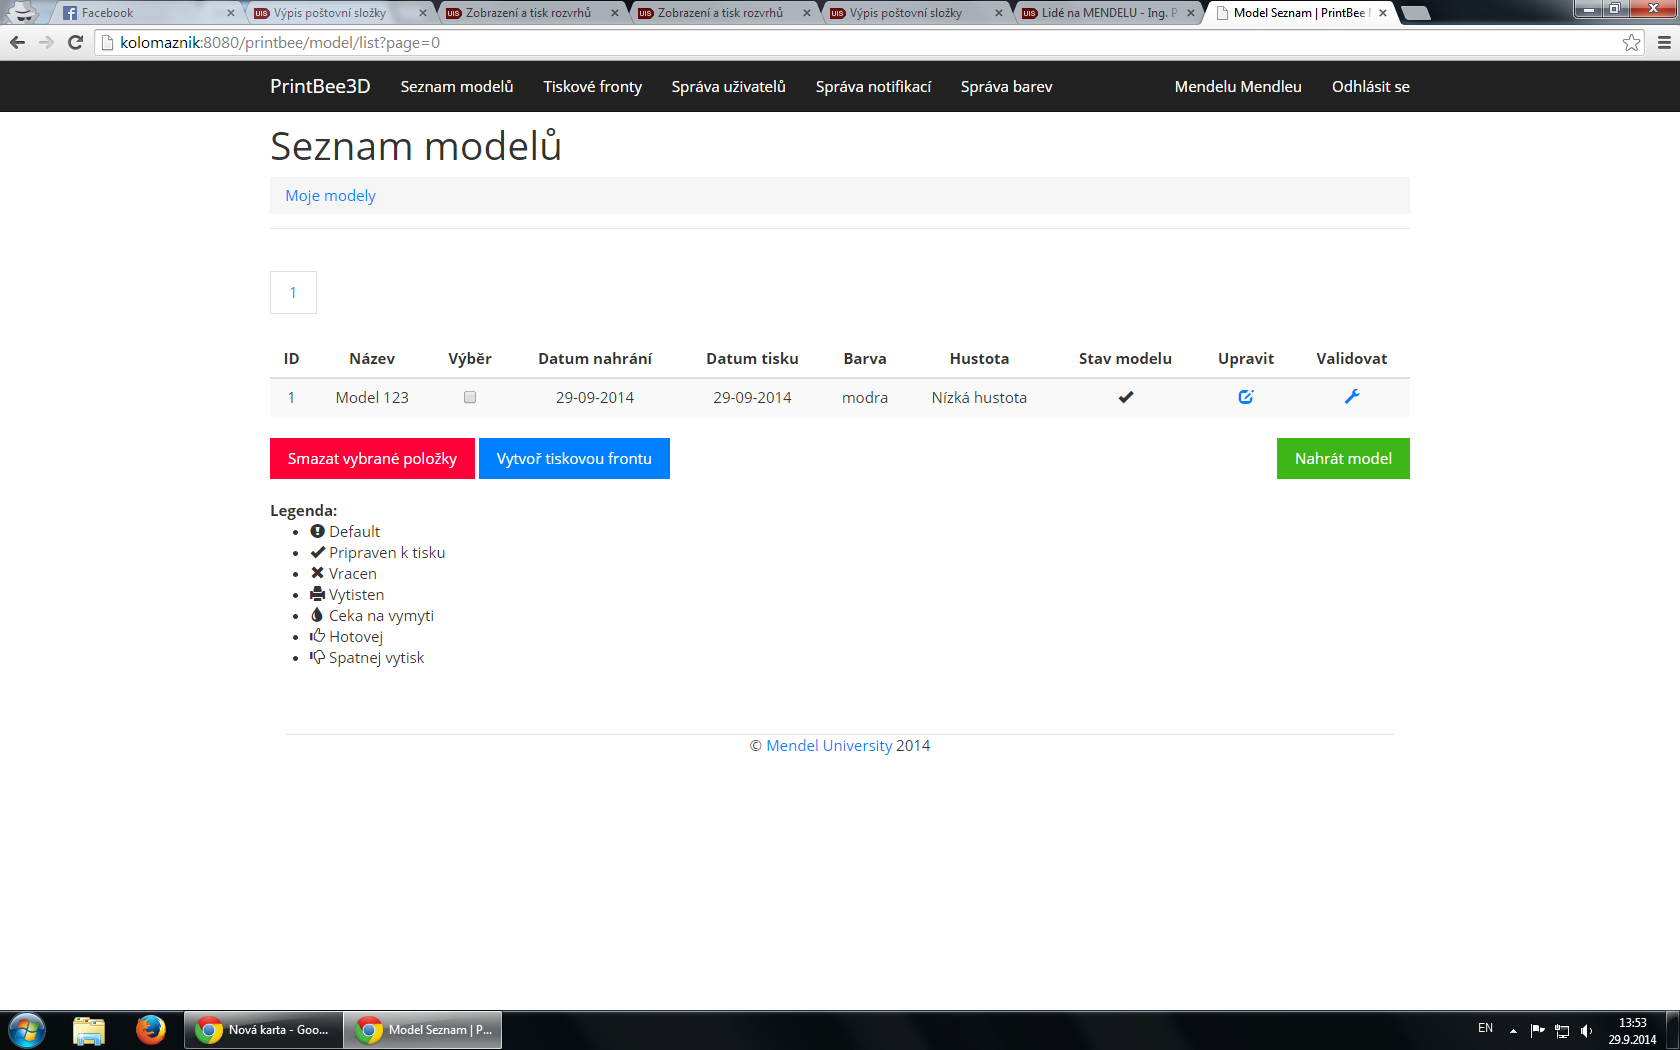 Facebook
UIS Výpis poštovní složky
UIS Zobrazení a tisk rozvrhů
UIS Zobrazení a tisk rozvrhů
UIS Výpis poštovní složky
UIS Lidé na MENDELU - Ing. P
Model Seznam | PrintBee
kolomaznik:8080/printbee/model/list?page=0
PrintBee3D Seznam modelů Tiskové fronty Správa uživatelů Správa notifikací Správa barev Mendelu Mendleu Odhlásit se
Seznam modelů
Moje modely
1
ID Název Výběr Datum nahrání Datum tisku Barva Hustota Stav modelu Upravit Validovat
1 Model 123 29-09-2014 29-09-2014 modra Nízká hustota
Smazat vybrané položky Vytvoř tiskovou frontu Nahrát model
Legenda:
Default
Pripraven k tisku
Vracen
Vytisten
Ceka na vymyti
Hotovej
Spatnej vytisk
© Mendel University 2014
Nová karta - Goo... Model Seznam | P... EN 13:53
29.9.2014